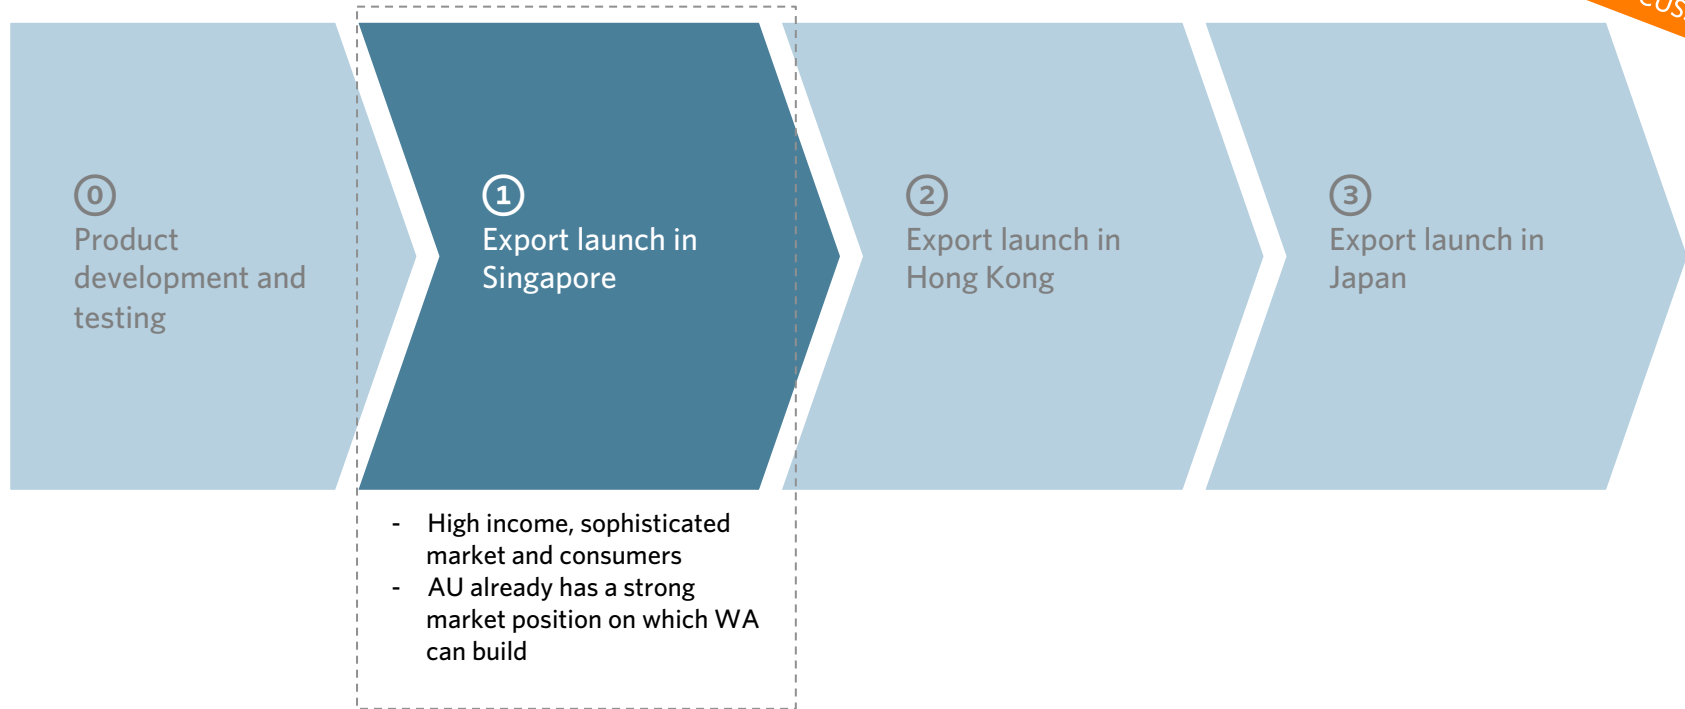 0
Product
development and
testing
1
Export launch in
Singapore
2
Export launch in
Hong Kong
3
Export launch in
Japan
- High income, sophisticated
market and consumers
- AU already has a strong
market position on which WA
can build